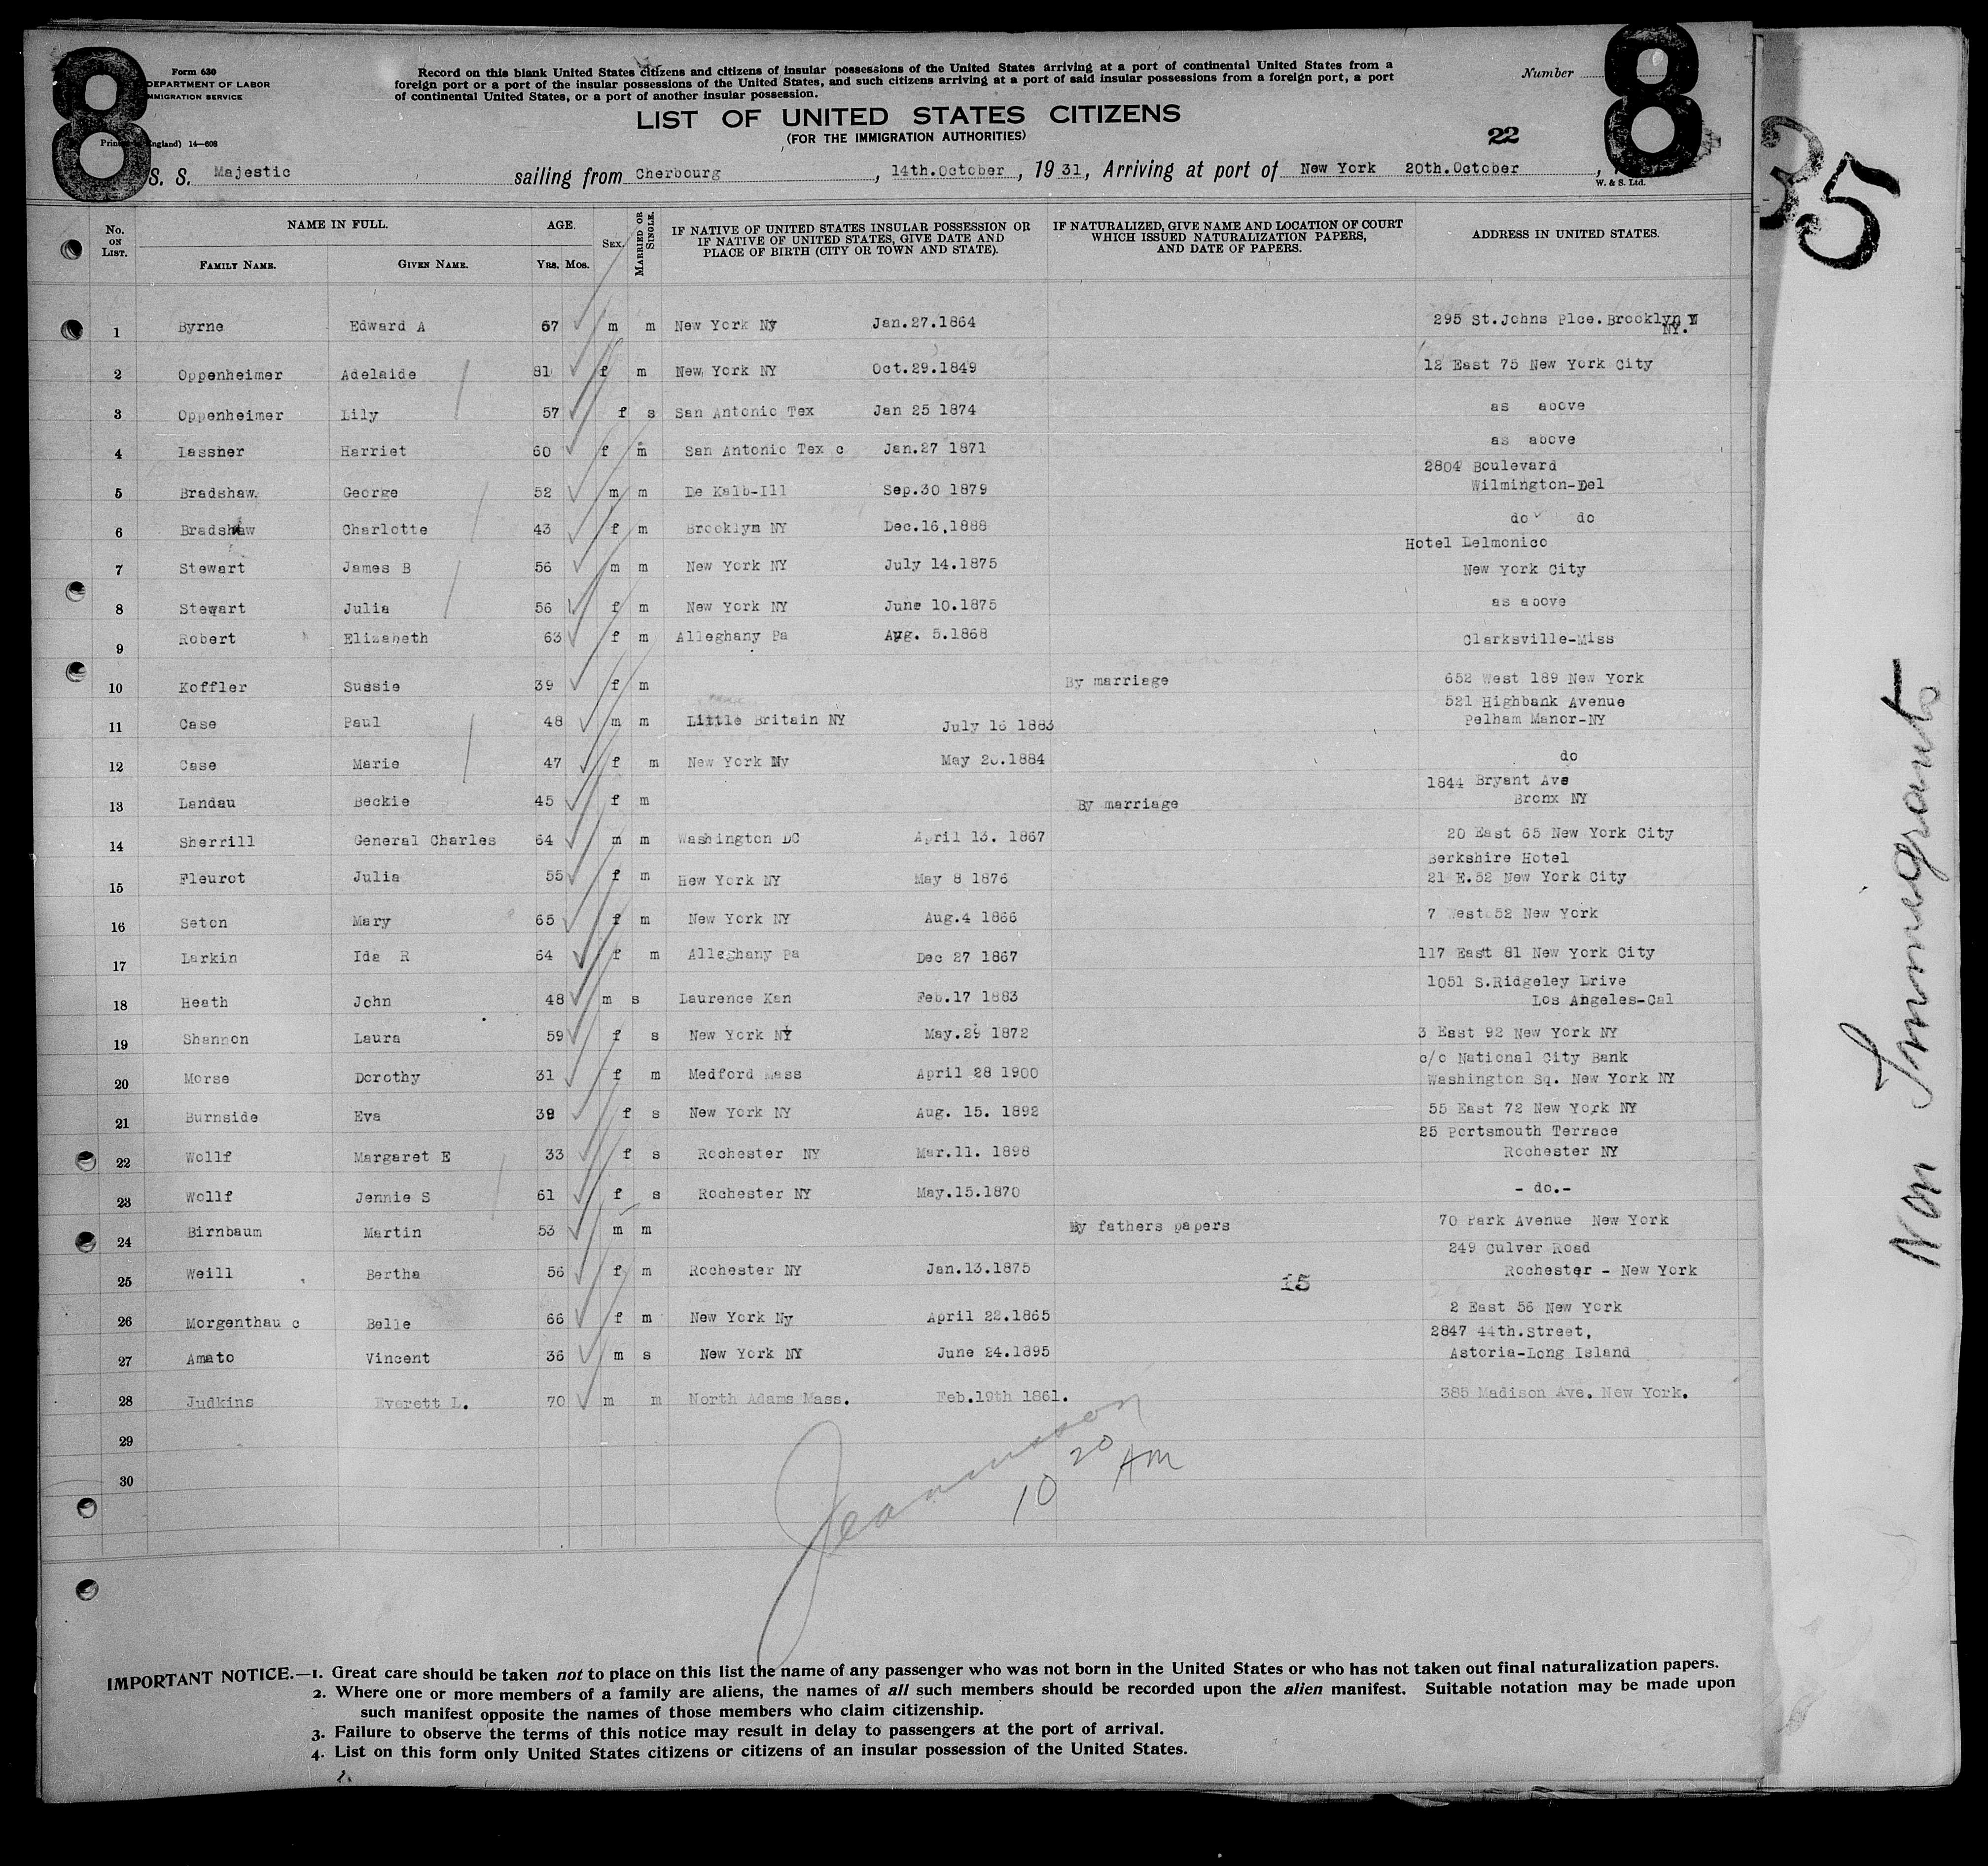 8
Form 630
DEPARTMENT OF LABOR
IMMIGRATION SERVICE
Record on this blank United States citizens and citizens of insular possessions of the United States arriving at a port of continental United States from a
foreign port or a port of the insular possessions of the United States, and such citizens arriving at a port of said insular possessions from a foreign port, a port
of continental United States, or a port of another insular possession.
Number
8
LIST OF UNITED STATES CITIZENS
(FOR THE IMMIGRATION AUTHORITIES)
22
England) 14—608
S. S. Majestic sailing from Cherbourg, 14th.October, 19 31, Arriving at port of New York 20th.October
W. & S. Ltd.
35
No. ON LIST. NAME IN FULL. FAMILY NAME. GIVEN NAME. AGE. YRS. MOS. SEX. MARRIED OR SINGLE. IF NATIVE OF UNITED STATES INSULAR POSSESSION OR IF NATIVE OF UNITED STATES, GIVE DATE AND PLACE OF BIRTH (CITY OR TOWN AND STATE). IF NATURALIZED, GIVE NAME AND LOCATION OF COURT WHICH ISSUED NATURALIZATION PAPERS, AND DATE OF PAPERS. ADDRESS IN UNITED STATES.
1 Byrne Edward A 67 m m New York NY Jan.27.1864 295 St.Johns Plce.Brooklyn NY.
2 Oppenheimer Adelaide 81 f m New York NY Oct.29.1849 12 East 75 New York City
3 Oppenheimer Lily 57 f s San Antonio Tex Jan 25 1874 as above
4 Lassner Harriet 60 f m San Antonio Tex c Jan.27 1871 as above
5 Bradshaw George 52 m m De Kalb-Ill Sep.30 1879 2804 Boulevard Wilmington-Del
6 Bradshaw Charlotte 43 f m Brooklyn NY Dec.16,1888 do do
7 Stewart James B 56 m m New York NY July 14.1875 Hotel Delmonico New York City
8 Stewart Julia 56 f m New York NY June 10.1875 as above
9 Robert Elizabeth 63 f m Alleghany Pa Aug. 5.1868 Clarksville-Miss
10 Koffler Sussie 39 f m By marriage 652 West 189 New York
11 Case Paul 48 m m Little Britain NY July 16 1883 521 Highbank Avenue Pelham Manor-NY
12 Case Marie 47 f m New York Ny May 20.1884 do
13 Landau Beckie 45 f m By marriage 1844 Bryant Ave Bronx NY
14 Sherrill General Charles 64 m m Washington DC April 13. 1867 20 East 65 New York City
15 Fleurot Julia 55 f m Hew York NY May 8 1876 Berkshire Hotel 21 E.52 New York City
16 Seton Mary 65 f m New York NY Aug.4 1866 7 West 52 New York
17 Larkin Ida R 64 f m Alleghany Pa Dec 27 1867 117 East 81 New York City
18 Heath John 48 m s Laurence Kan Feb.17 1883 1051 S.Ridgeley Drive Los Angeles-Cal
19 Shannon Laura 59 f s New York NY May.29 1872 3 East 92 New York NY
20 Morse Dorothy 31 f m Medford Mass April 28 1900 c/o National City Bank Washington Sq. New York NY
21 Burnside Eva 39 f s New York NY Aug. 15. 1892 55 East 72 New York NY
22 Wollf Margaret E 33 f s Rochester NY Mar.11. 1898 25 Portsmouth Terrace Rochester NY
23 Wollf Jennie S 61 f s Rochester NY May.15.1870 - do.-
24 Birnbaum Martin 53 m m By fathers papers 70 Park Avenue New York
25 Weill Bertha 56 f m Rochester NY Jan.13.1875 249 Culver Road Rochester - New York
15
26 Morgenthau c Belle 66 f m New York Ny April 22.1865 2 East 56 New York
27 Amato Vincent 36 m s New York NY June 24.1895 2847 44th.Street, Astoria-Long Island
28 Judkins Everett L. 70 m m North Adams Mass. Feb.19th 1861. 385 Madison Ave. New York.
29
30
10 20 AM
Non Immigrants
IMPORTANT NOTICE.—1. Great care should be taken not to place on this list the name of any passenger who was not born in the United States or who has not taken out final naturalization papers.
2. Where one or more members of a family are aliens, the names of all such members should be recorded upon the alien manifest. Suitable notation may be made upon
such manifest opposite the names of those members who claim citizenship.
3. Failure to observe the terms of this notice may result in delay to passengers at the port of arrival.
4. List on this form only United States citizens or citizens of an insular possession of the United States.